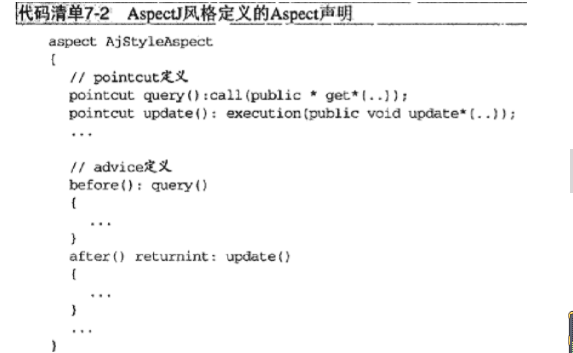 代码清单7-2 AspectJ风格定义的Aspect声明
aspect AjStyleAspect
{
// pointcut定义
pointcut query():call(public * get*(..));
pointcut update(): execution(public void update*(..));
...
// advice定义
before(): query()
{
...
}
after() returnint: update()
{
...
}
...
}